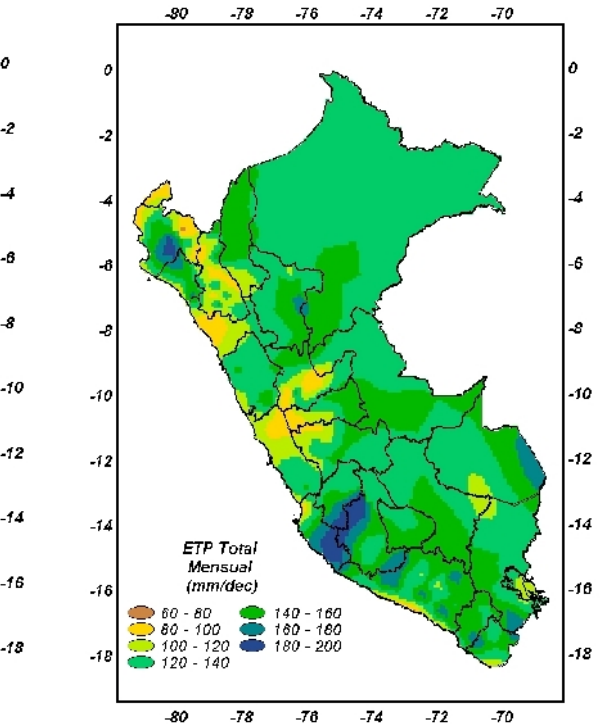 -80 -78 -76 -74 -72 -70
0 0 0
-2 -2 -2
-4 -4 -4
-6 -6 -6
-8 -8 -8
-10 -10 -10
-12 -12 -12
-14 -14 -14
-16 -16 -16
-18 -18 -18
ETP Total
Mensual
(mm/dec)
60 - 80 140 - 160
80 - 100 160 - 180
100 - 120 180 - 200
120 - 140
-80 -78 -76 -74 -72 -70